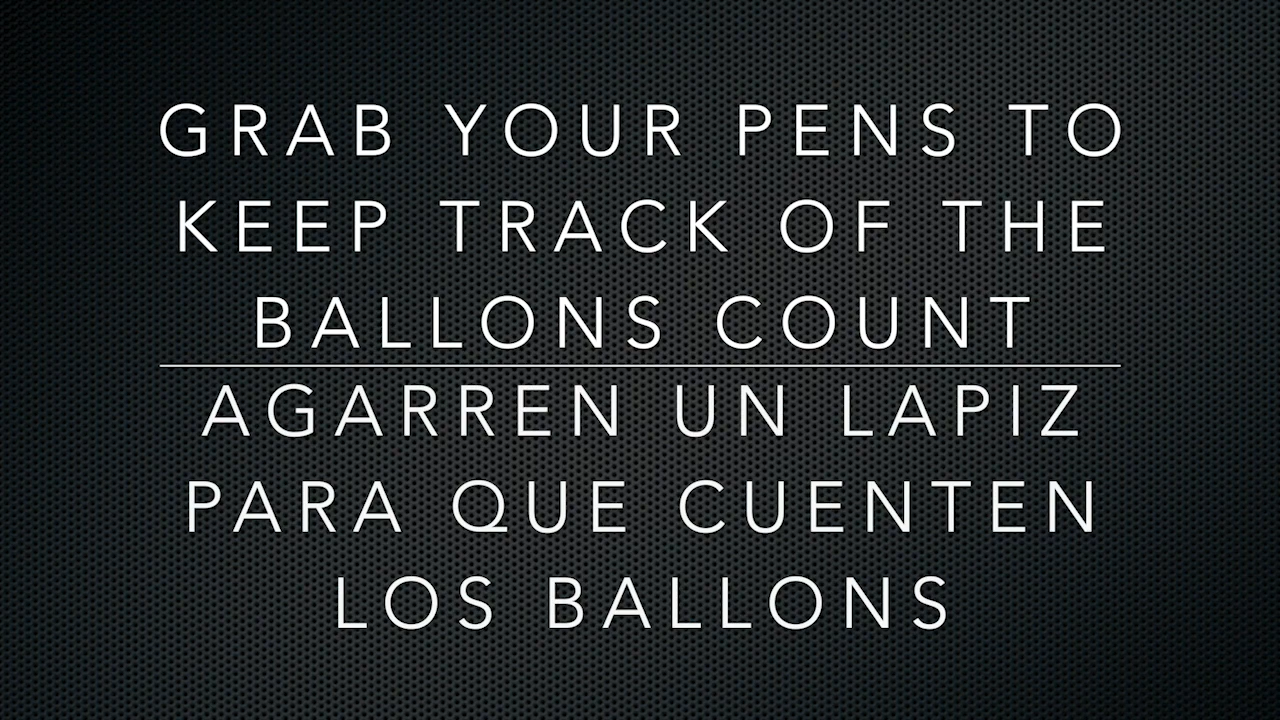 GRAB YOUR PENS TO
KEEP TRACK OF THE
BALLONS COUNT
AGARREN UN LAPIZ
PARA QUE CUENTEN
LOS BALLONS